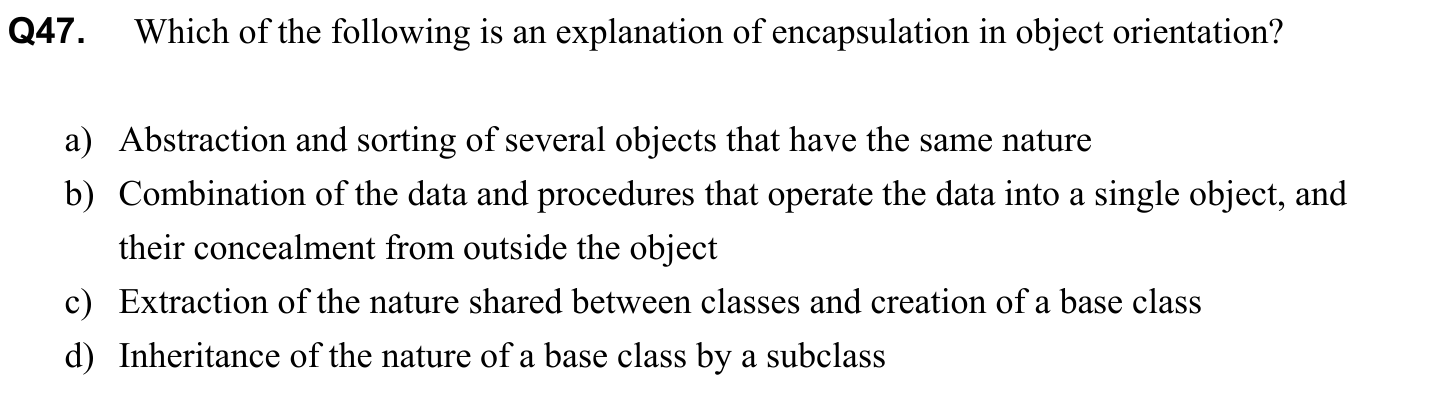 Q47. Which of the following is an explanation of encapsulation in object orientation?
a) Abstraction and sorting of several objects that have the same nature
b) Combination of the data and procedures that operate the data into a single object, and
their concealment from outside the object
c) Extraction of the nature shared between classes and creation of a base class
d) Inheritance of the nature of a base class by a subclass